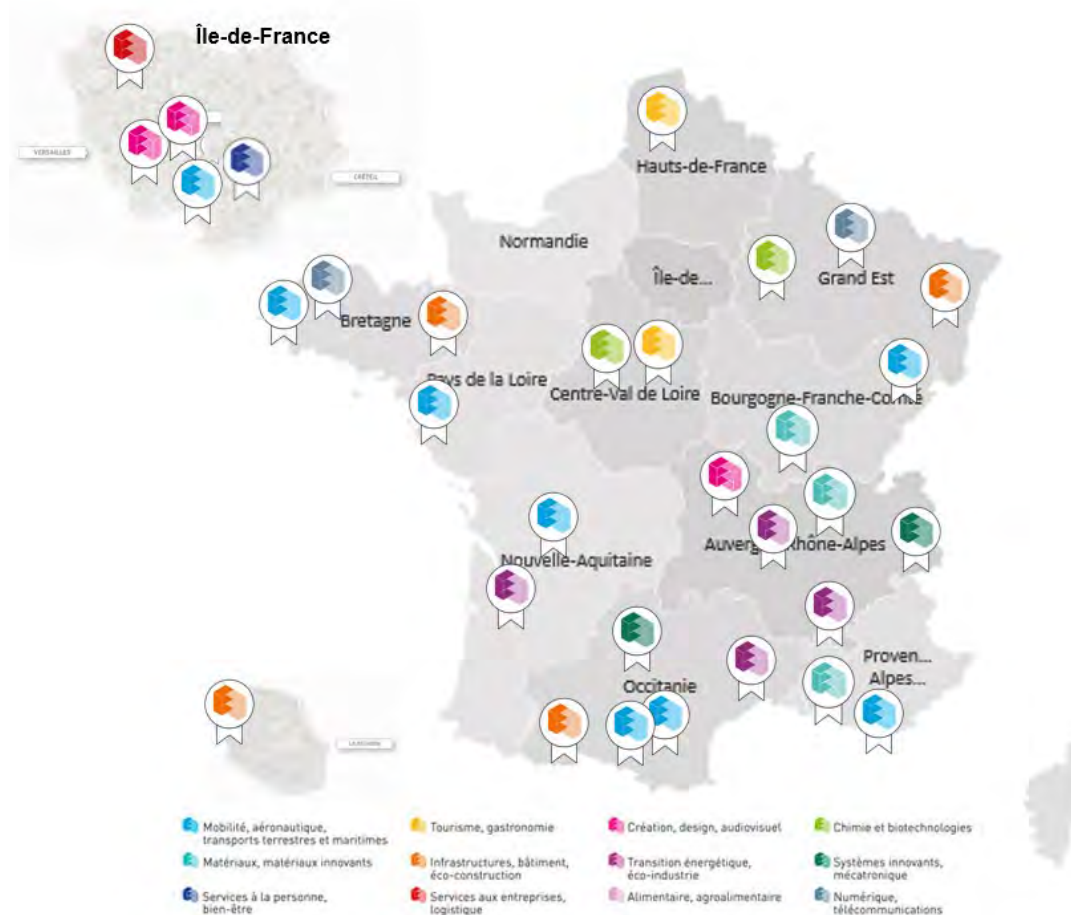 Île-de-France
VERSAILLES
CRÉTEIL
Hauts-de-France
Normandie
Île-de...
Grand Est
Bretagne
Pays de la Loire
Centre-Val de Loire
Bourgogne-Franche-Comté
Nouvelle-Aquitaine
Rhône-Alpes
Proven...
Alpes...
Occitanie
LA RÉUNION
Mobilité, aéronautique,
transports terrestres et maritimes
Tourisme, gastronomie
Création, design, audiovisuel
Chimie et biotechnologies
Matériaux, matériaux innovants
Infrastructures, bâtiment,
éco-construction
Transition énergétique,
éco-industrie
Systèmes innovants,
mécatronique
Services à la personne,
bien-être
Services aux entreprises,
logistique
Alimentaire, agroalimentaire
Numérique,
télécommunications